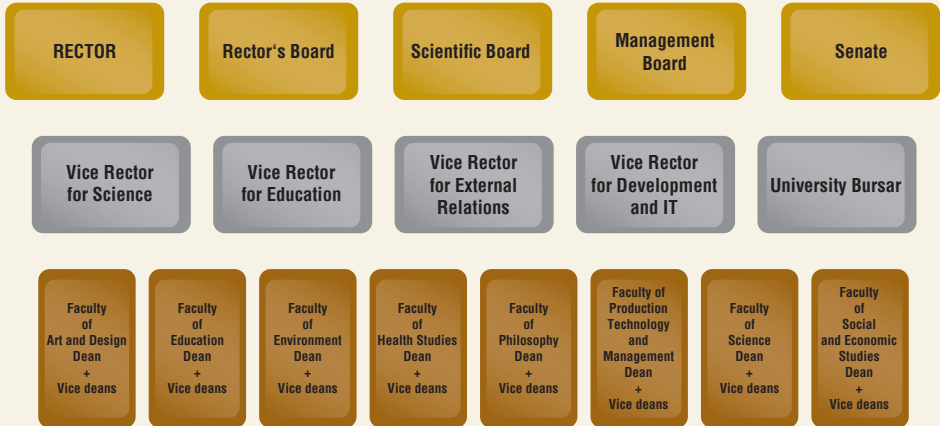 RECTOR
Rector's Board
Scientific Board
Management
Board
Senate
Vice Rector
for Science
Vice Rector
for Education
Vice Rector
for External
Relations
Vice Rector
for Development
and IT
University Bursar
Faculty
of
Art and Design
Dean
+
Vice deans
Faculty
of
Education
Dean
+
Vice deans
Faculty
of
Environment
Dean
+
Vice deans
Faculty
of
Health Studies
Dean
+
Vice deans
Faculty
of
Philosophy
Dean
+
Vice deans
Faculty of
Production
Technology
and
Management
Dean
+
Vice deans
Faculty
of
Science
Dean
+
Vice deans
Faculty
of
Social
and Economic
Studies
Dean
+
Vice deans